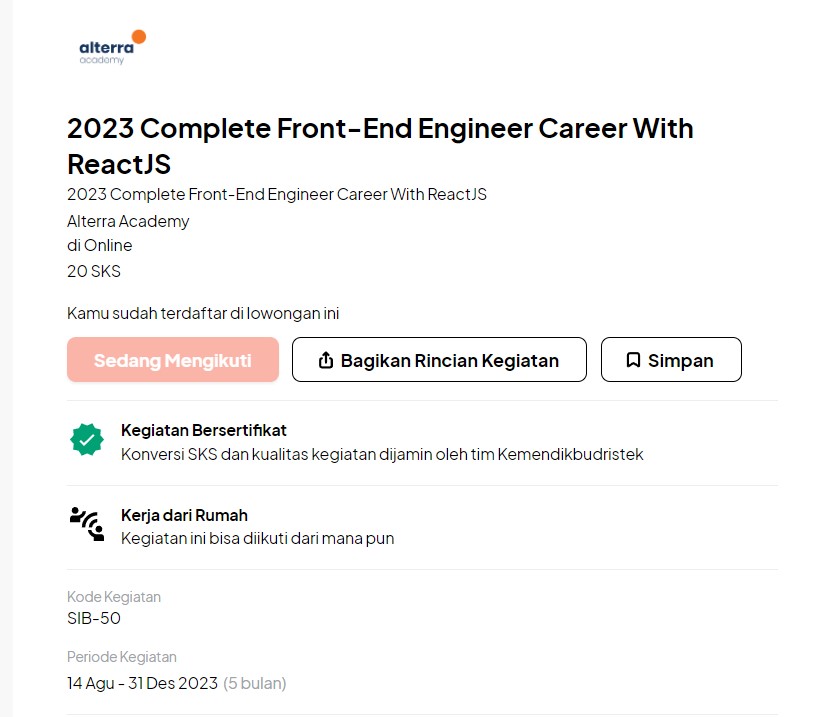 alterra
academy
2023 Complete Front-End Engineer Career With
ReactJS
2023 Complete Front-End Engineer Career With ReactJS
Alterra Academy
di Online
20 SKS
Kamu sudah terdaftar di lowongan ini
Sedang Mengikuti
Bagikan Rincian Kegiatan
Simpan
Kegiatan Bersertifikat
Konversi SKS dan kualitas kegiatan dijamin oleh tim Kemendikbudristek
Kerja dari Rumah
Kegiatan ini bisa diikuti dari mana pun
Kode Kegiatan
SIB-50
Periode Kegiatan
14 Agu - 31 Des 2023 (5 bulan)